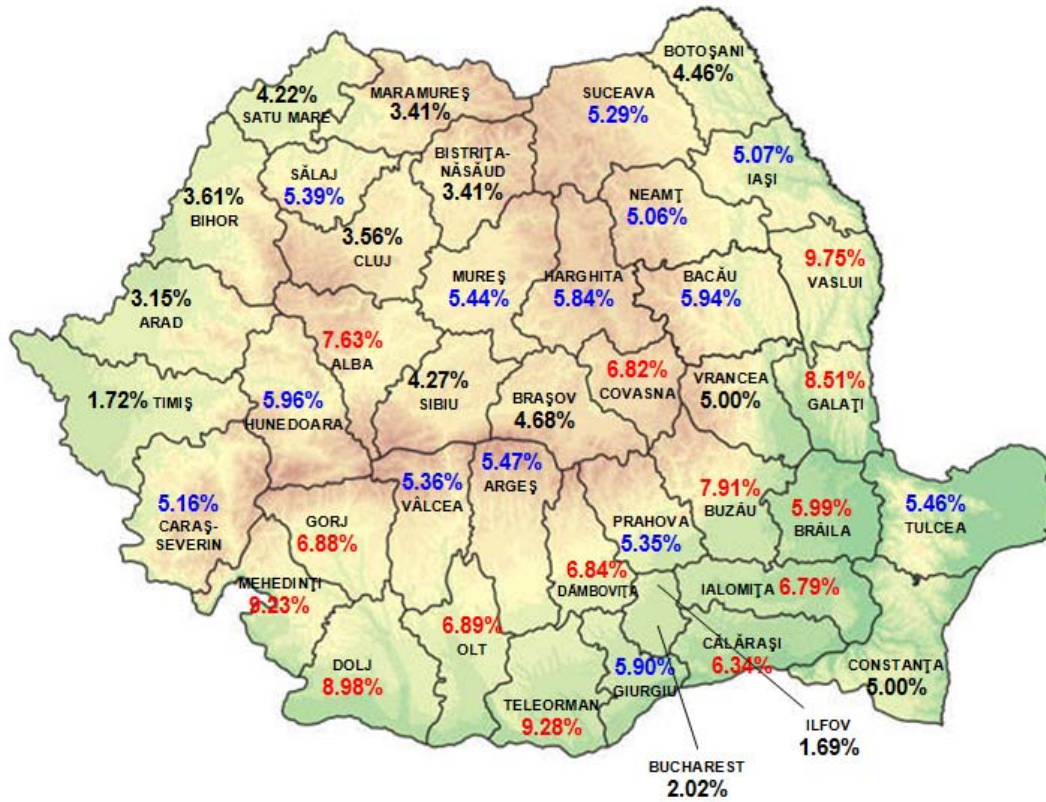 BOTOŞANI
4.46%
4.22%
SATU MARE
MARAMUREŞ
3.41%
SUCEAVA
5.29%
BISTRIŢA-
NĂSĂUD
3.41%
5.07%
IAŞI
SĂLAJ
5.39%
3.61%
BIHOR
NEAMŢ
5.06%
3.56%
CLUJ
9.75%
VASLUI
MUREŞ
5.44%
HARGHITA
5.84%
BACĂU
5.94%
3.15%
ARAD
7.63%
ALBA
4.27%
SIBIU
6.82%
COVASNA
VRANCEA
5.00%
8.51%
GALAŢI
1.72% TIMIŞ
5.96%
HUNEDOARA
BRAŞOV
4.68%
5.47%
ARGEŞ
5.36%
VÂLCEA
7.91%
BUZĂU
5.99%
BRĂILA
5.46%
TULCEA
5.16%
CARAŞ-
SEVERIN
GORJ
6.88%
PRAHOVA
5.35%
6.84%
DÂMBOVIŢA
MEHEDINŢI
9.23%
IALOMIŢA 6.79%
6.89%
OLT
CĂLĂRAŞI
6.34%
DOLJ
8.98%
5.90%
GIURGIU
CONSTANŢA
5.00%
TELEORMAN
9.28%
ILFOV
1.69%
BUCHAREST
2.02%